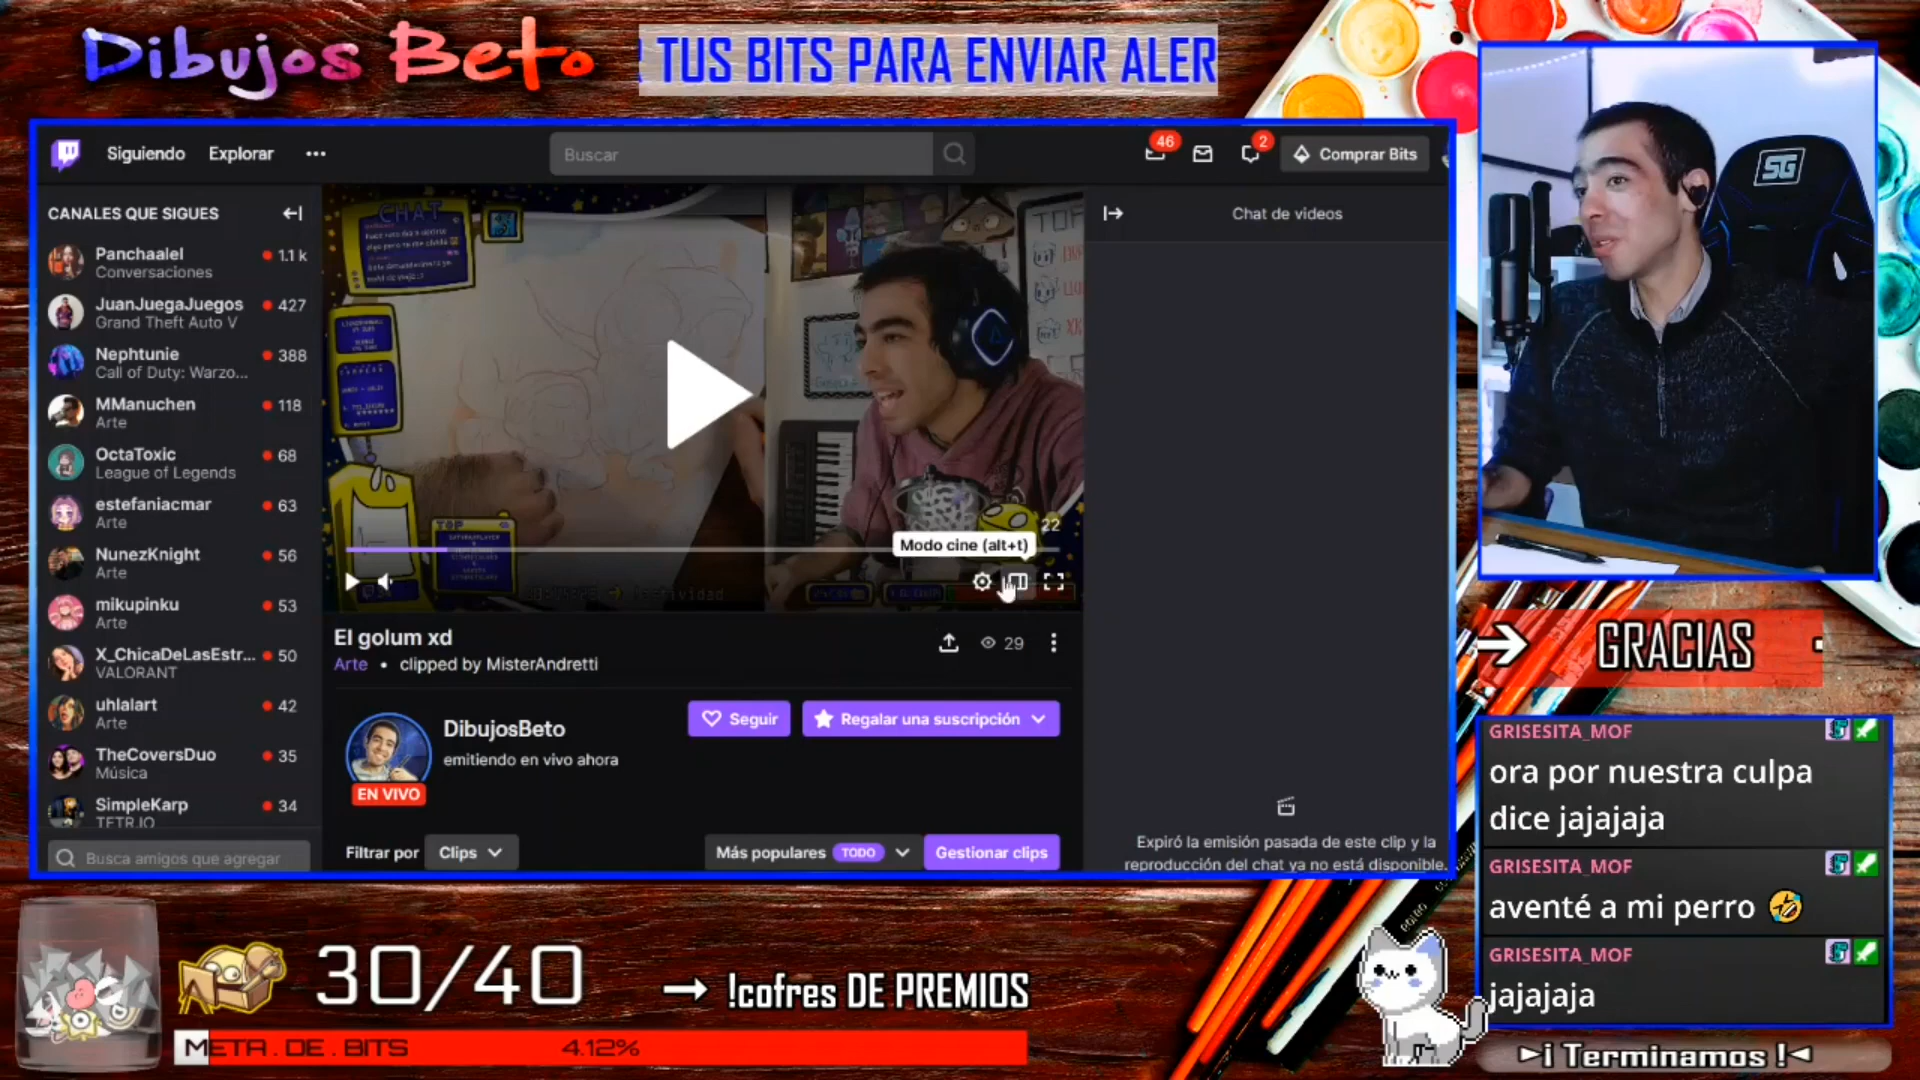 Dibujos Beto
TUS BITS PARA ENVIAR ALER
Siguiendo
Explorar
Buscar
46
2
Comprar Bits
CANALES QUE SIGUES
Panchaalel
1.1 k
Conversaciones
JuanJuegaJuegos
427
Grand Theft Auto V
Nephtunie
388
Call of Duty: Warzo...
MManuchen
118
Arte
OctaToxic
68
League of Legends
estefaniacmar
63
Arte
NunezKnight
56
Arte
mikupinku
53
Arte
X_ChicaDeLasEstr...
50
VALORANT
uhlalart
42
Arte
TheCoversDuo
35
Música
SimpleKarp
34
TETR.IO
Busca amigos que agregar
CHAT
TOP
TOP
22
Modo cine (alt+t)
El golum xd
29
Arte • clipped by MisterAndretti
DibujosBeto
emitiendo en vivo ahora
EN VIVO
Seguir
Regalar una suscripción
Filtrar por
Clips
Más populares
TODO
Gestionar clips
Chat de videos
Expiró la emisión pasada de este clip y la
reproducción del chat ya no está disponible.
SG
GRACIAS
GRISESITA_MOF
ora por nuestra culpa
dice jajajaja
GRISESITA_MOF
aventé a mi perro 🤣
GRISESITA_MOF
jajajaja
¡ Terminamos !
30/40
→ !cofres DE PREMIOS
META.DE.BITS
4.12%